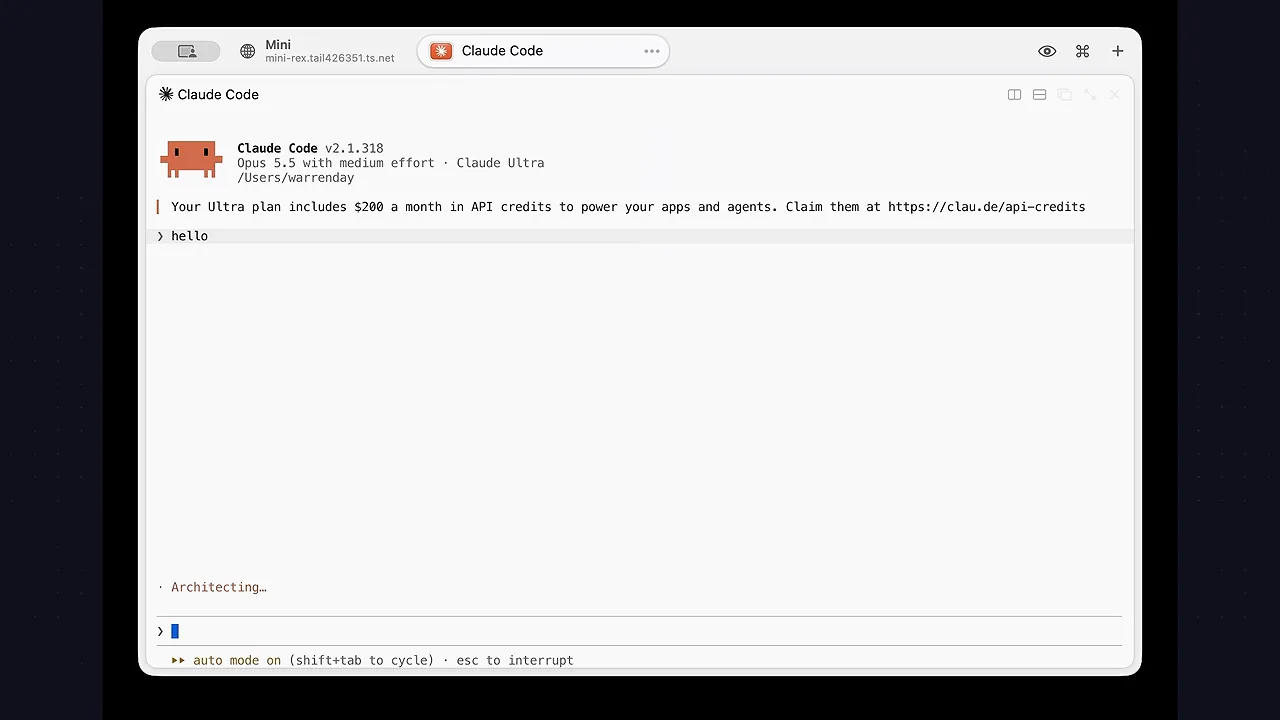 Mini
mini-rex.tail426351.ts.net
Claude Code
Claude Code
Claude Code v2.1.318
Opus 5.5 with medium effort · Claude Ultra
/Users/warrenday
Your Ultra plan includes $200 a month in API credits to power your apps and agents. Claim them at https://clau.de/api-credits
❯ hello
· Architecting…
❯
⏵⏵ auto mode on (shift+tab to cycle) · esc to interrupt